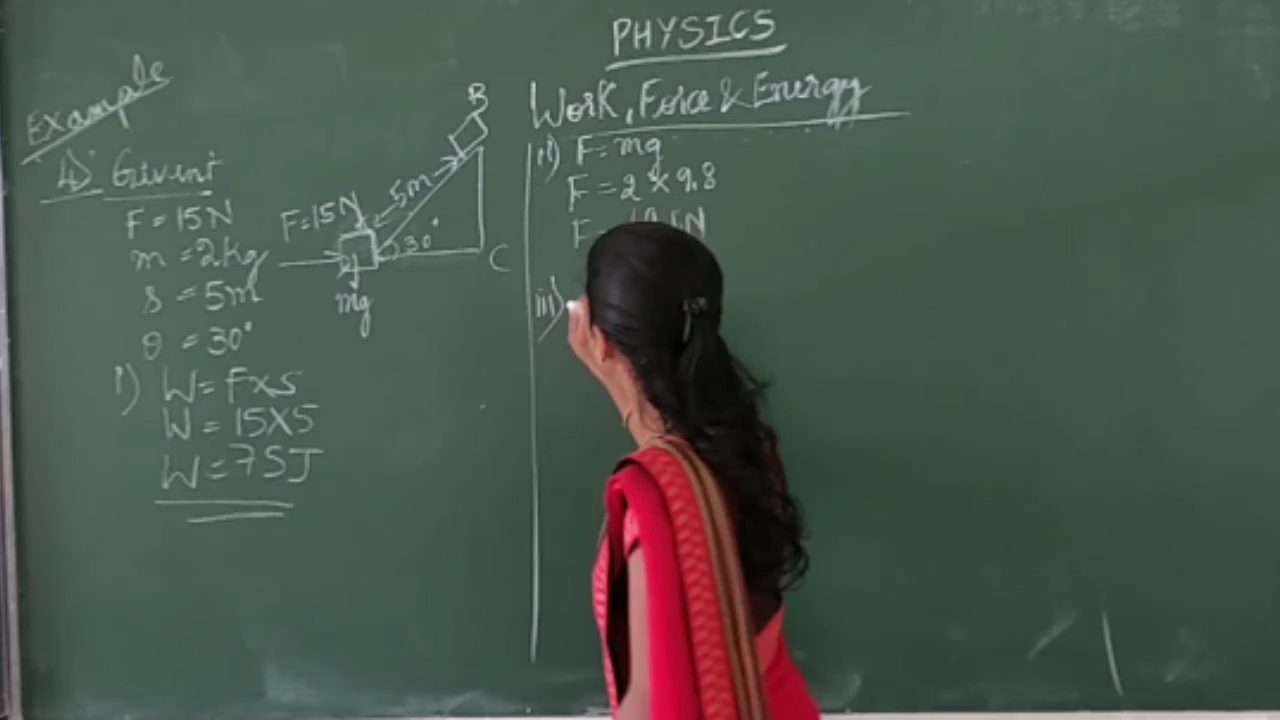 PHYSICS
Work, Force & Energy
Example
4) Given:
F = 15N
m = 2kg
s = 5m
θ = 30°
i) W = F×S
W = 15×5
W = 75J
B
5m
F=15N
30°
C
mg
ii) F = mg
F = 2 × 9.8
F =
iii)